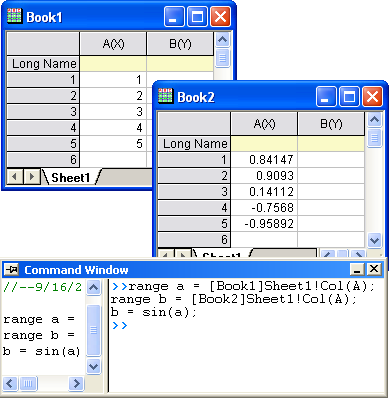 Book1
A(X) B(Y)
Long Name
1 1
2 2
3 3
4 4
5 5
6
Sheet1
Book2
A(X) B(Y)
Long Name
1 0.84147
2 0.9093
3 0.14112
4 -0.7568
5 -0.95892
6
Sheet1
Command Window
//--9/16/2
range a =
range b =
b = sin(a)
>>range a = [Book1]Sheet1!Col(A);
range b = [Book2]Sheet1!Col(A);
b = sin(a);
>>